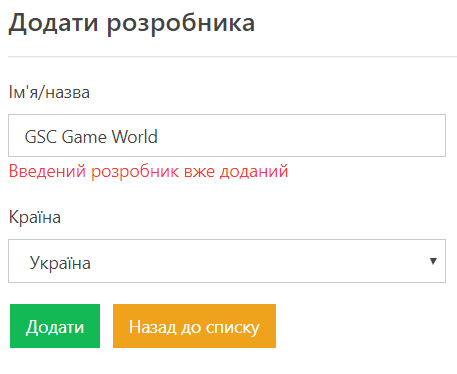 Додати розробника
Ім'я/назва
GSC Game World
Введений розробник вже доданий
Країна
Україна
Додати
Назад до списку